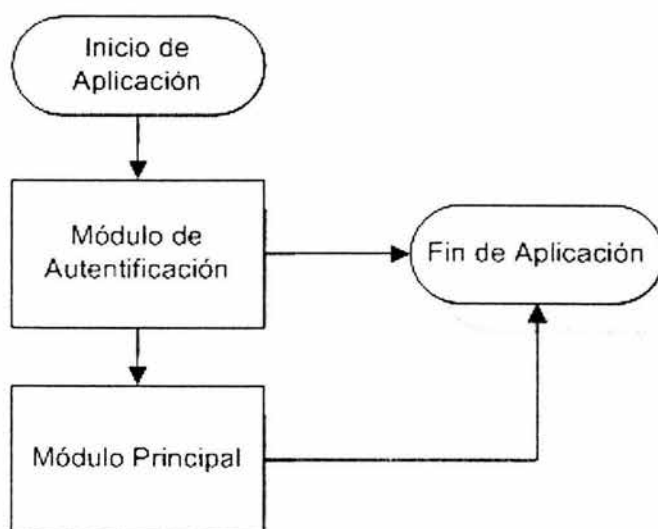 Inicio de
Aplicación
Módulo de
Autentificación
Fin de Aplicación
Módulo Principal